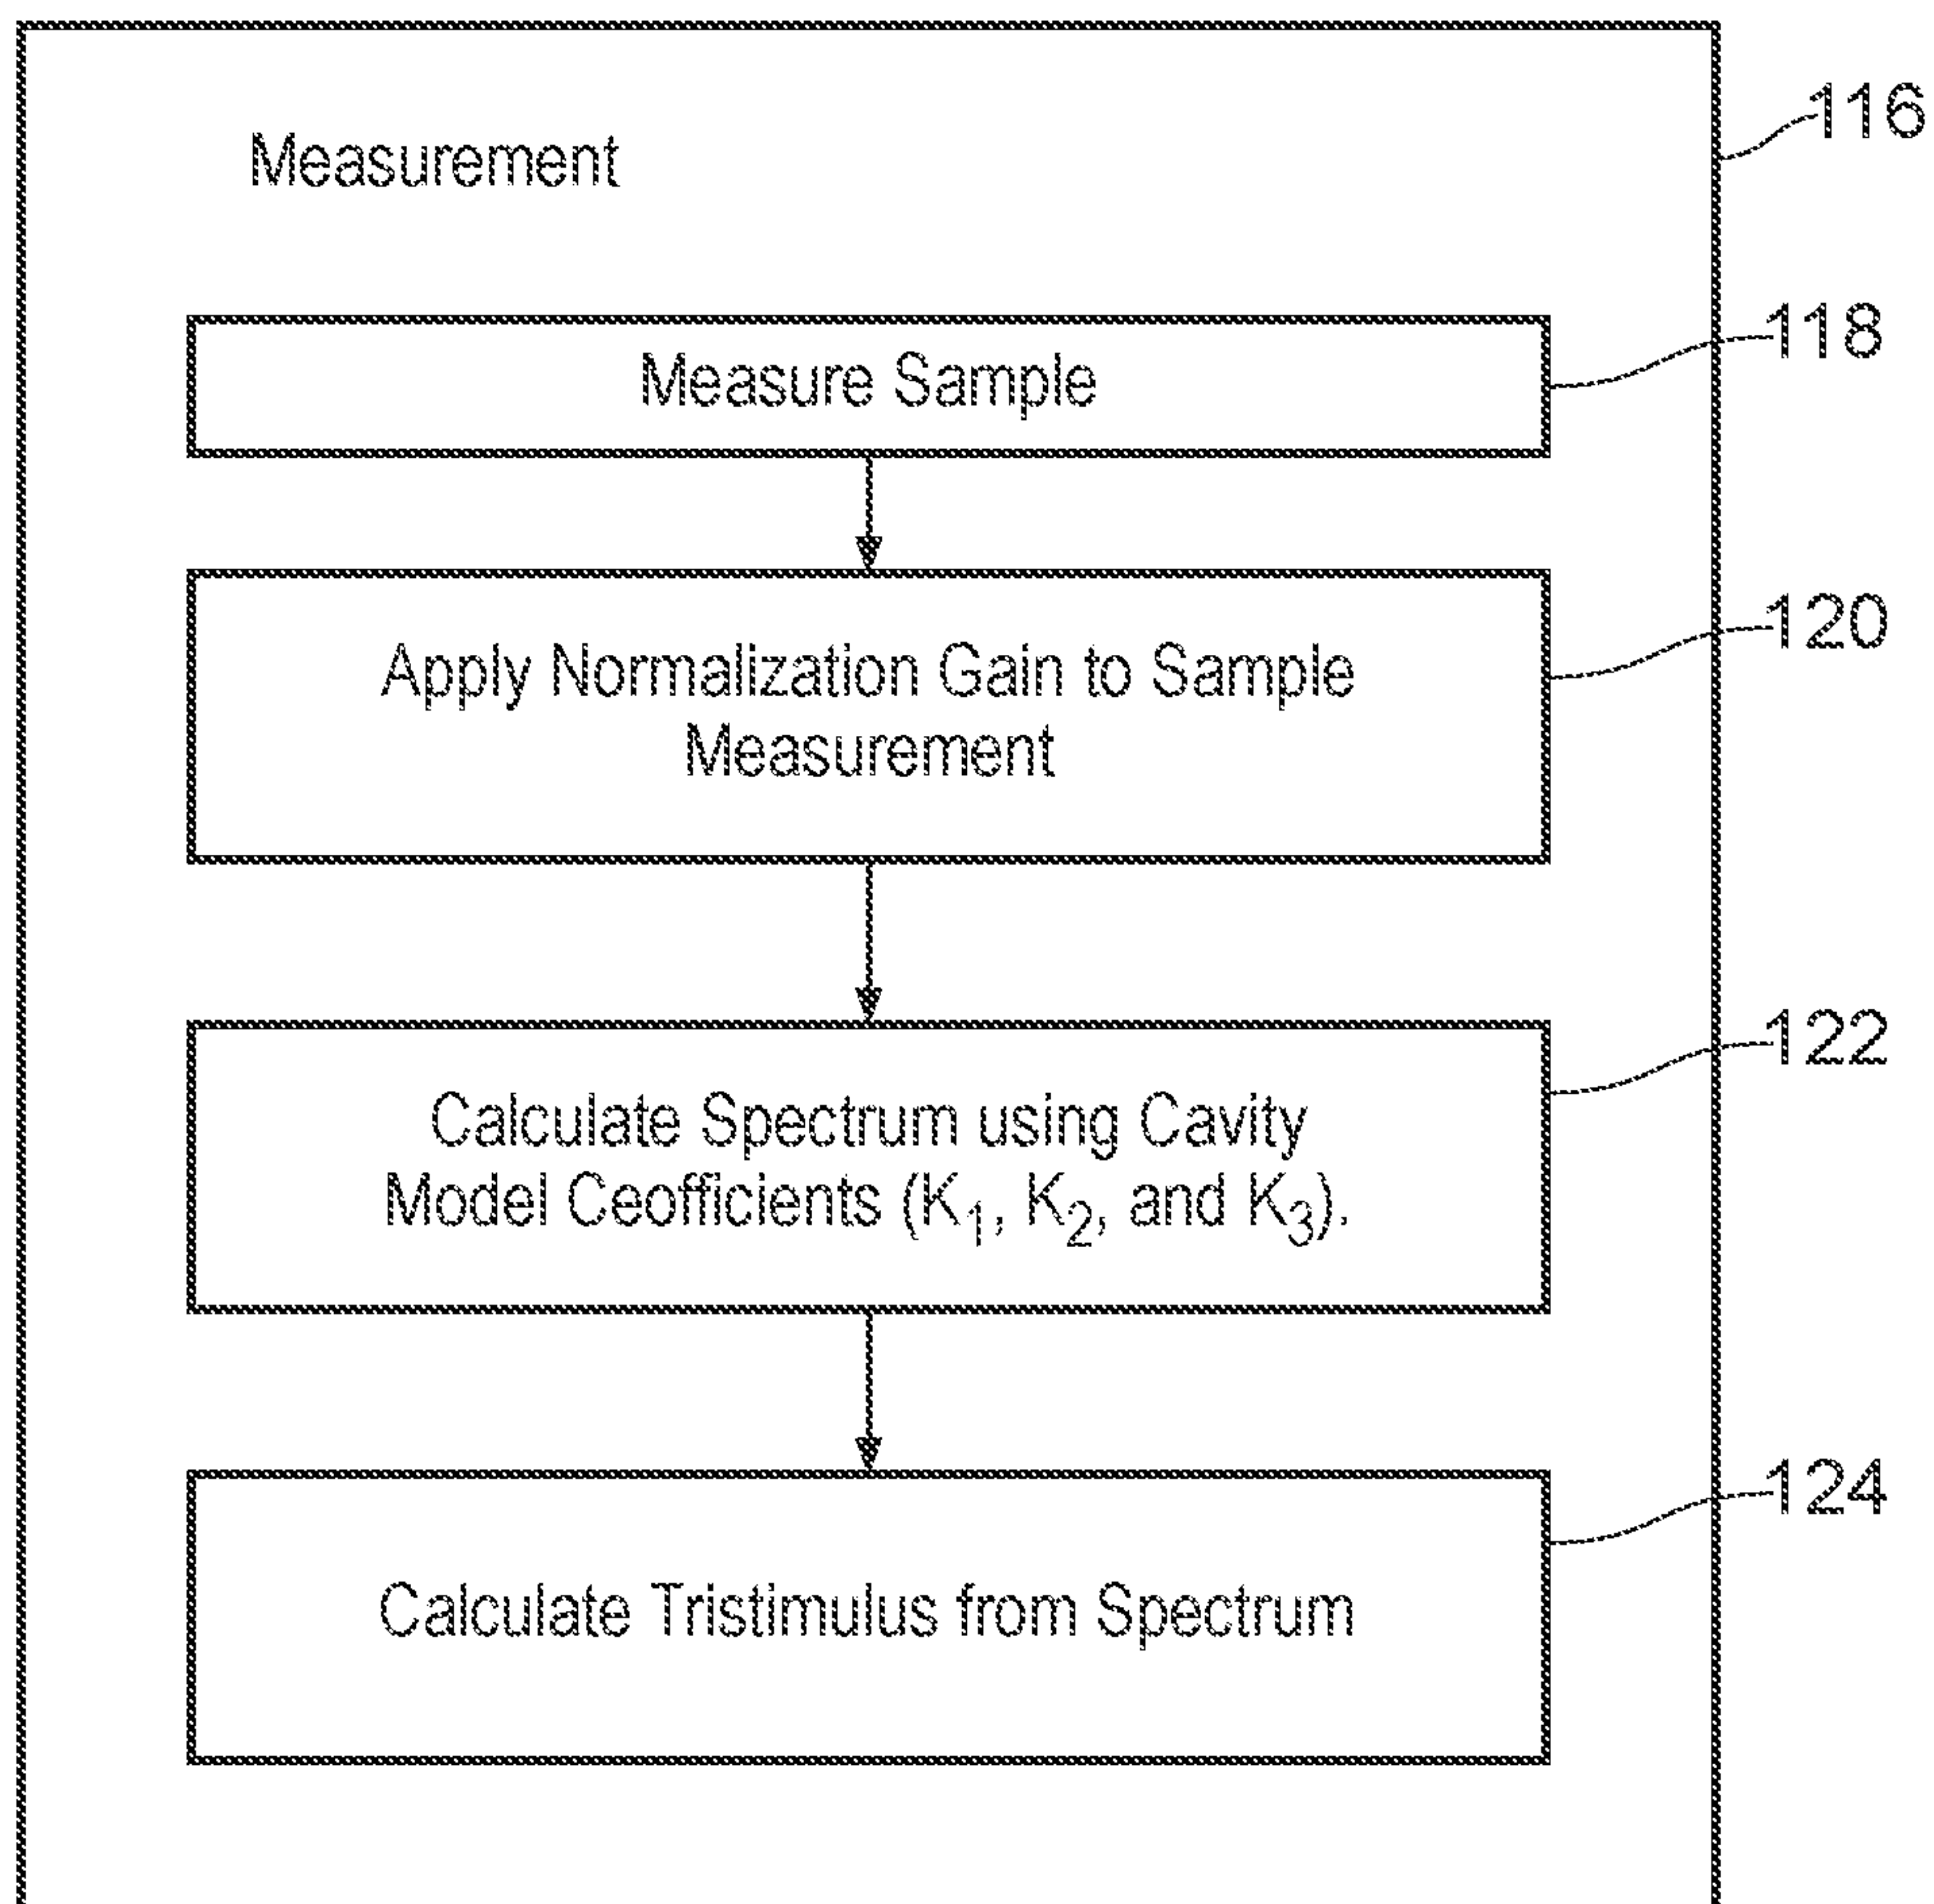 Measurement
116
Measure Sample
118
Apply Normalization Gain to Sample
Measurement
120
Calculate Spectrum using Cavity
Model Ceofficients (K₁, K₂, and K₃).
122
Calculate Tristimulus from Spectrum
124